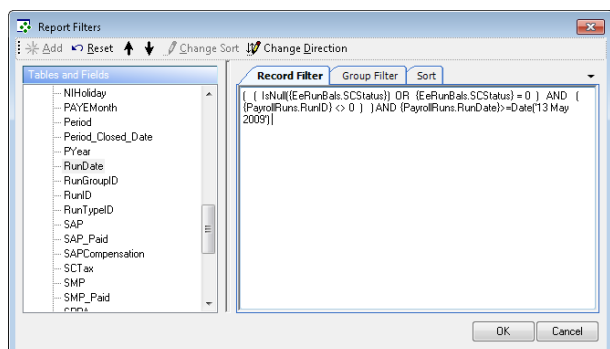 Report Filters
Add Reset Change Sort Change Direction
Tables and Fields
NIHoliday
PAYEMonth
Period
Period_Closed_Date
PYear
RunDate
RunGroupID
RunID
RunTypeID
SAP
SAP_Paid
SAPCompensation
SCTax
SMP
SMP_Paid
Record Filter Group Filter Sort
( ( IsNull({EeRunBals.SCStatus}) OR {EeRunBals.SCStatus} = 0 ) AND (
{PayrollRuns.RunID} <> 0 ) ) AND {PayrollRuns.RunDate}>=Date("13 May
2009")
OK Cancel